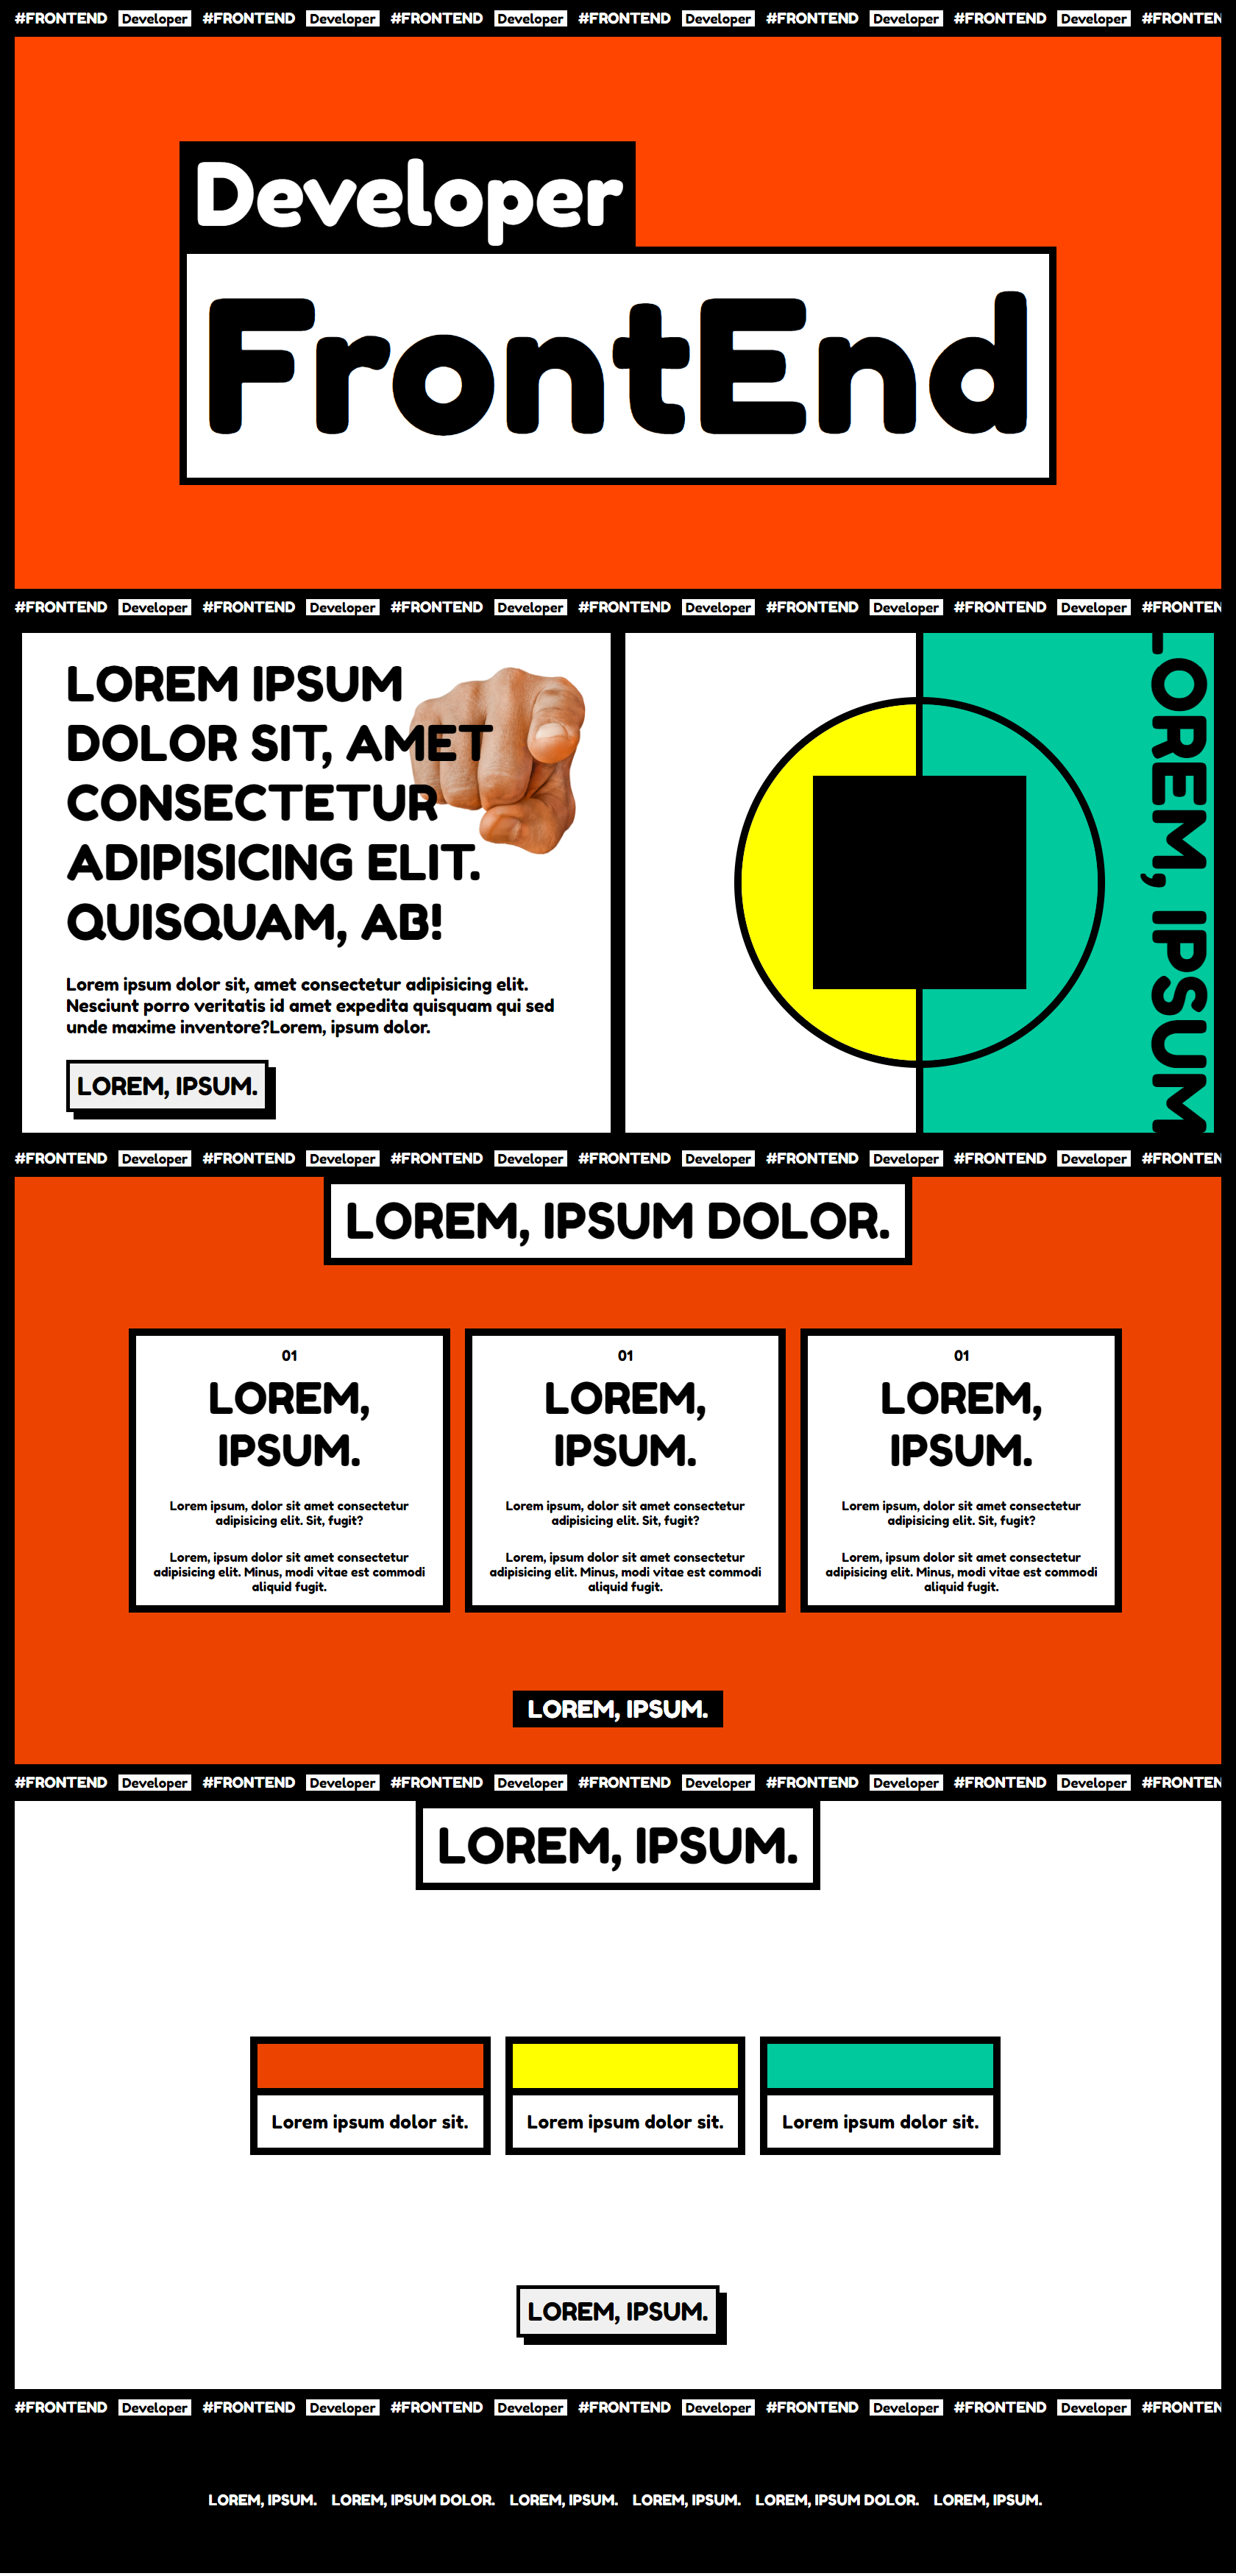 #FRONTEND Developer #FRONTEND Developer #FRONTEND Developer #FRONTEND Developer #FRONTEND Developer #FRONTEND Developer #FRONTEN
Developer
FrontEnd
#FRONTEND Developer #FRONTEND Developer #FRONTEND Developer #FRONTEND Developer #FRONTEND Developer #FRONTEND Developer #FRONTEN
LOREM IPSUM
DOLOR SIT, AMET
CONSECTETUR
ADIPISICING ELIT.
QUISQUAM, AB!
Lorem ipsum dolor sit, amet consectetur adipisicing elit.
Nesciunt porro veritatis id amet expedita quisquam qui sed
unde maxime inventore?Lorem, ipsum dolor.
LOREM, IPSUM.
LOREM, IPSUM
#FRONTEND Developer #FRONTEND Developer #FRONTEND Developer #FRONTEND Developer #FRONTEND Developer #FRONTEND Developer #FRONTEN
LOREM, IPSUM DOLOR.
01
LOREM,
IPSUM.
Lorem ipsum, dolor sit amet consectetur
adipisicing elit. Sit, fugit?
Lorem, ipsum dolor sit amet consectetur
adipisicing elit. Minus, modi vitae est commodi
aliquid fugit.
01
LOREM,
IPSUM.
Lorem ipsum, dolor sit amet consectetur
adipisicing elit. Sit, fugit?
Lorem, ipsum dolor sit amet consectetur
adipisicing elit. Minus, modi vitae est commodi
aliquid fugit.
01
LOREM,
IPSUM.
Lorem ipsum, dolor sit amet consectetur
adipisicing elit. Sit, fugit?
Lorem, ipsum dolor sit amet consectetur
adipisicing elit. Minus, modi vitae est commodi
aliquid fugit.
LOREM, IPSUM.
#FRONTEND Developer #FRONTEND Developer #FRONTEND Developer #FRONTEND Developer #FRONTEND Developer #FRONTEND Developer #FRONTEN
LOREM, IPSUM.
Lorem ipsum dolor sit.
Lorem ipsum dolor sit.
Lorem ipsum dolor sit.
LOREM, IPSUM.
#FRONTEND Developer #FRONTEND Developer #FRONTEND Developer #FRONTEND Developer #FRONTEND Developer #FRONTEND Developer #FRONTEN
LOREM, IPSUM. LOREM, IPSUM DOLOR. LOREM, IPSUM. LOREM, IPSUM. LOREM, IPSUM DOLOR. LOREM, IPSUM.